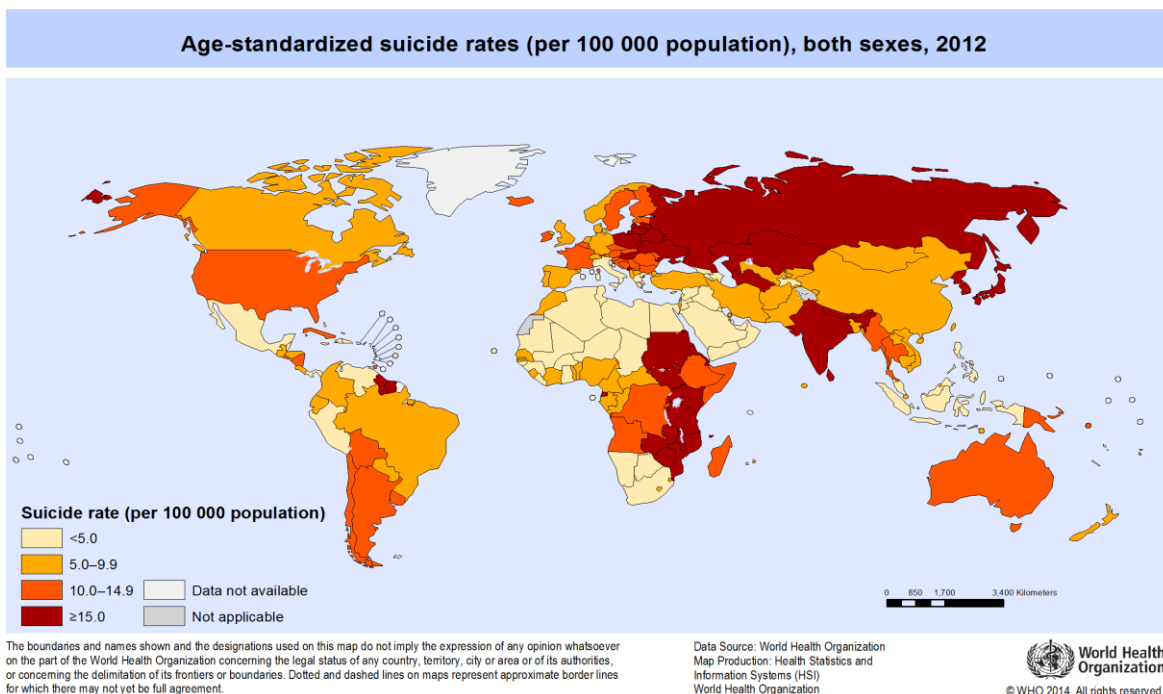 Age-standardized suicide rates (per 100 000 population), both sexes, 2012
Suicide rate (per 100 000 population)
<5.0
5.0–9.9
10.0–14.9
≥15.0
Data not available
Not applicable
0 850 1,700 3,400 Kilometers
The boundaries and names shown and the designations used on this map do not imply the expression of any opinion whatsoever
on the part of the World Health Organization concerning the legal status of any country, territory, city or area or of its authorities,
or concerning the delimitation of its frontiers or boundaries. Dotted and dashed lines on maps represent approximate border lines
for which there may not yet be full agreement.
Data Source: World Health Organization
Map Production: Health Statistics and
Information Systems (HSI)
World Health Organization
World Health
Organization
© WHO 2014. All rights reserved.